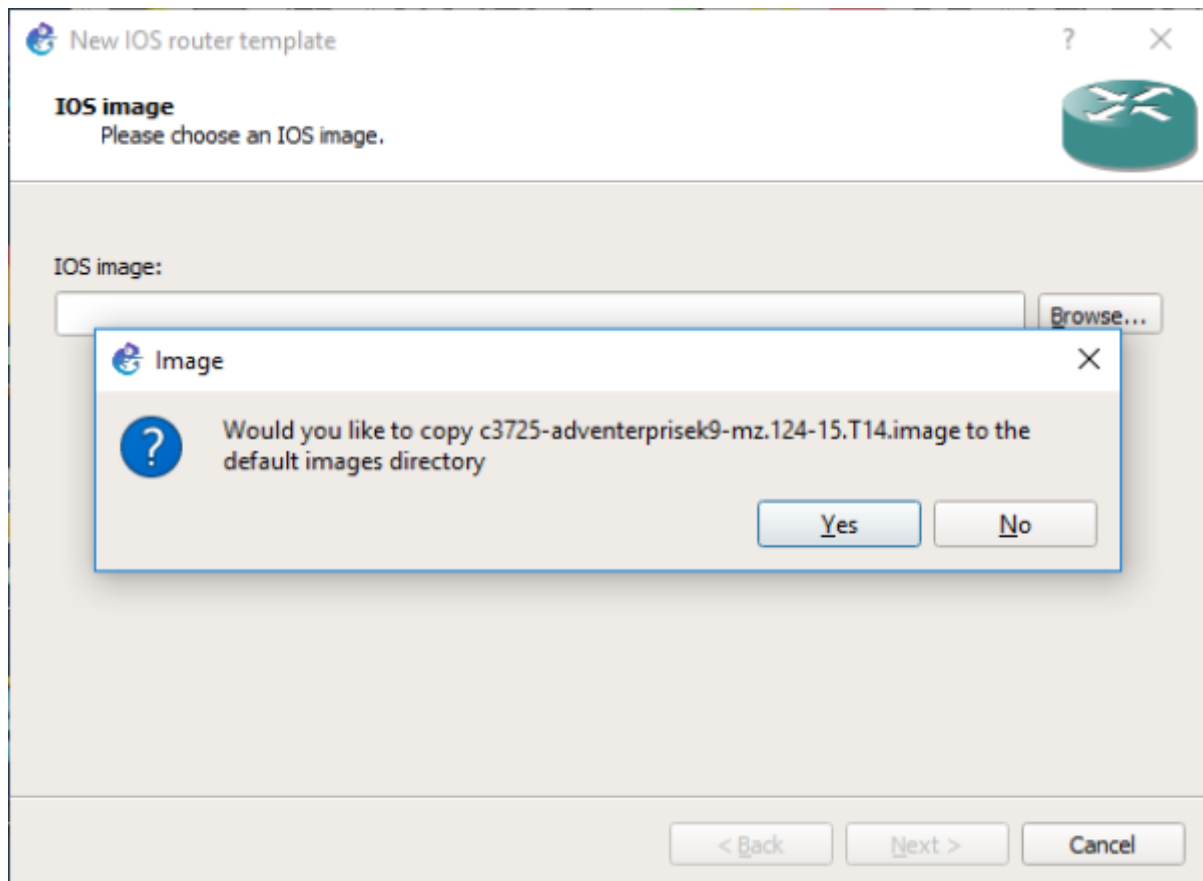 New IOS router template
?
IOS image
Please choose an IOS image.
IOS image:
Browse...
Image
Would you like to copy c3725-adventerprisek9-mz.124-15.T14.image to the
default images directory
Yes No
< Back Next > Cancel